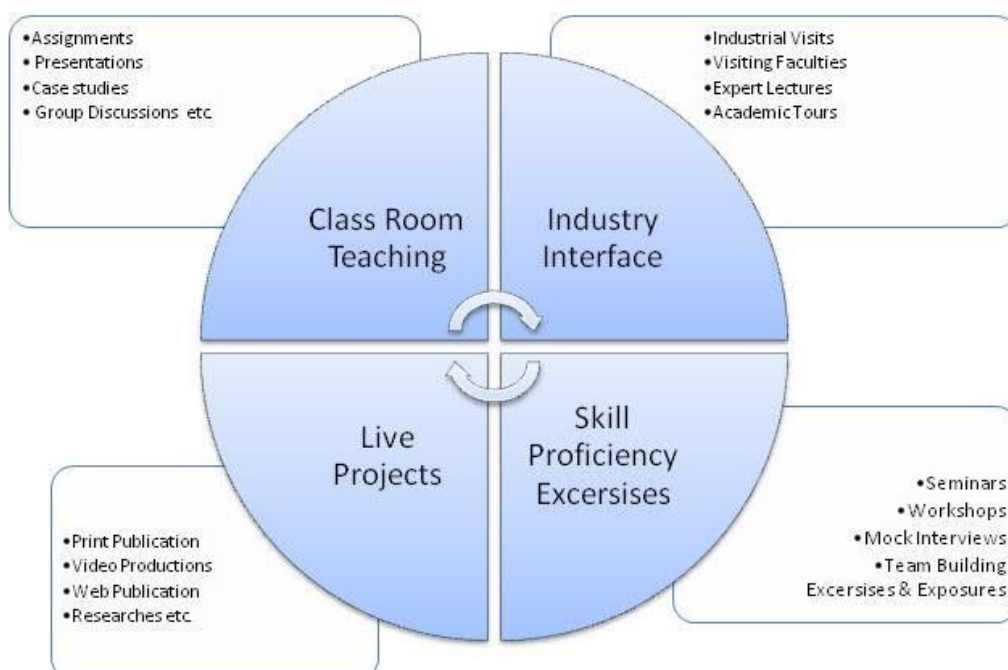 •Assignments
• Presentations
•Case studies
• Group Discussions etc
•Industrial Visits
•Visiting Faculties
•Expert Lectures
•Academic Tours
Class Room
Teaching
Industry
Interface
Live
Projects
Skill
Proficiency
Excersises
•Print Publication
•Video Productions
•Web Publication
•Researches etc
•Seminars
•Workshops
•Mock Interviews
•Team Building
Excersises & Exposures